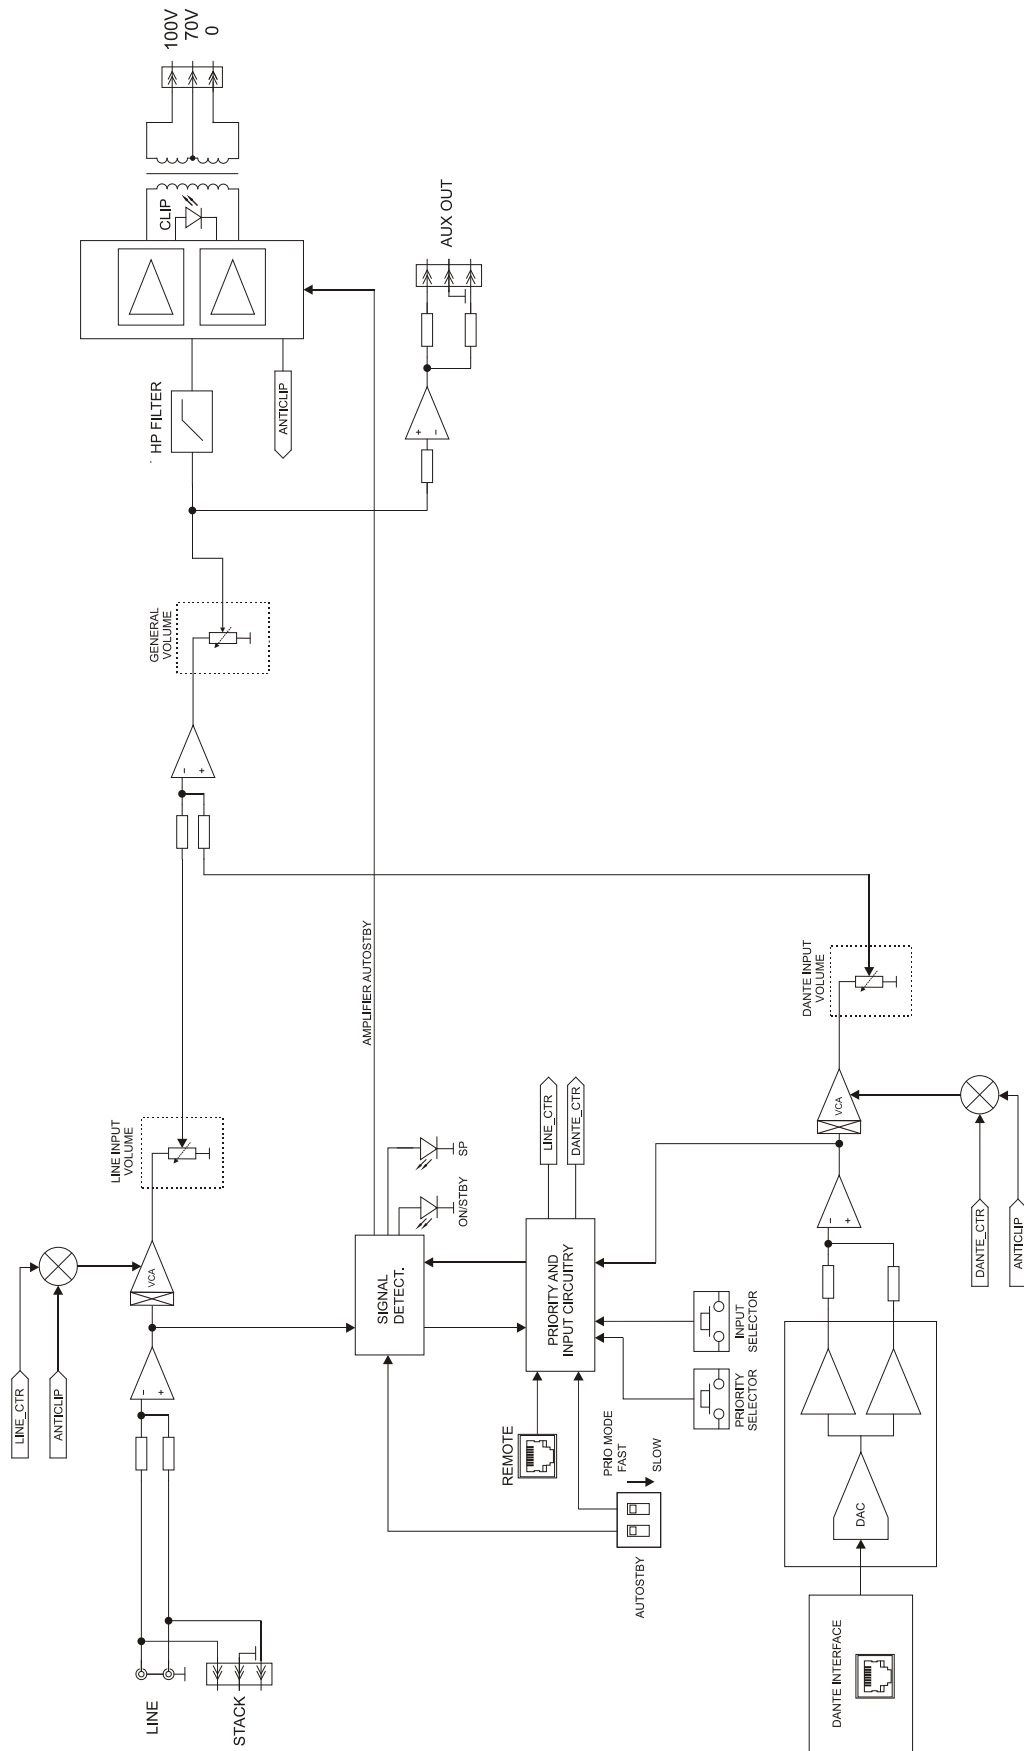 100V
70V
0
CLIP
AUX OUT
HP FILTER
ANTICLIP
+
-
GENERAL
VOLUME
-
+
AMPLIFIER AUTOSTBY
DANTE INPUT
VOLUME
LINE INPUT
VOLUME
LINE_CTR
DANTE_CTR
VCA
SP
ON/STBY
VCA
DANTE_CTR
ANTICLIP
-
+
SIGNAL
DETECT.
PRIORITY AND
INPUT CIRCUITRY
INPUT
SELECTOR
PRIORITY
SELECTOR
LINE_CTR
ANTICLIP
-
+
REMOTE
PRIO MODE
FAST
SLOW
AUTOSTBY
DAC
DANTE INTERFACE
LINE
STACK